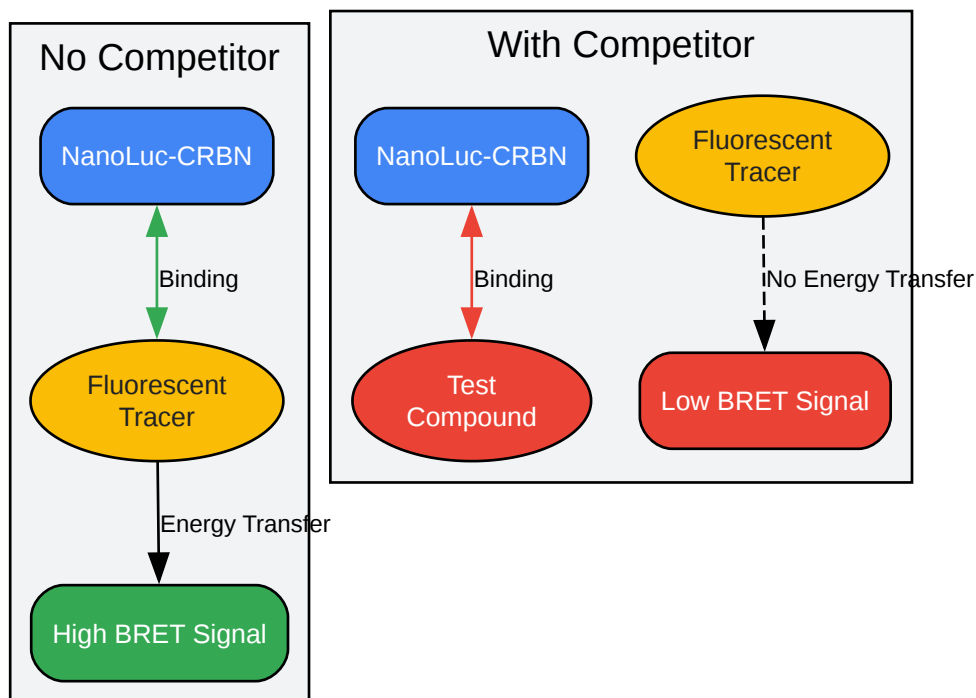 No Competitor
NanoLuc-CRBN
Binding
Fluorescent
Tracer
Energy Transfer
High BRET Signal
With Competitor
NanoLuc-CRBN
Binding
Test
Compound
Fluorescent
Tracer
No Energy Transfer
Low BRET Signal